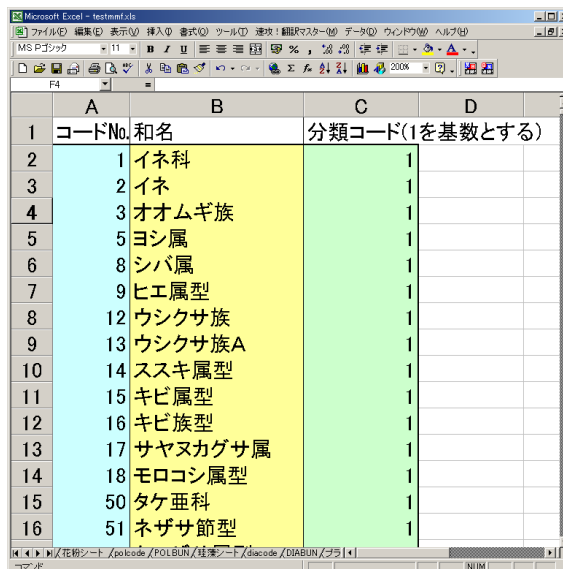 Microsoft Excel - testmmf.xls
ファイル(F) 編集(E) 表示(V) 挿入(I) 書式(O) ツール(T) 速攻!翻訳マスター(M) データ(D) ウィンドウ(W) ヘルプ(H)
MS Pゴシック 11 B I U % ,
200%
F4 =
A B C D
1 コードNo. 和名 分類コード(1を基数とする)
2 1 イネ科 1
3 2 イネ 1
4 3 オオムギ族 1
5 5 ヨシ属 1
6 8 シバ属 1
7 9 ヒエ属型 1
8 12 ウシクサ族 1
9 13 ウシクサ族A 1
10 14 ススキ属型 1
11 15 キビ属型 1
12 16 キビ族型 1
13 17 サヤヌカグサ属 1
14 18 モロコシ属型 1
15 50 タケ亜科 1
16 51 ネザサ節型 1
花粉シート / polcode / POLBUN / 珪藻シート / diacode / DIABUN / プラ
コマンド NUM